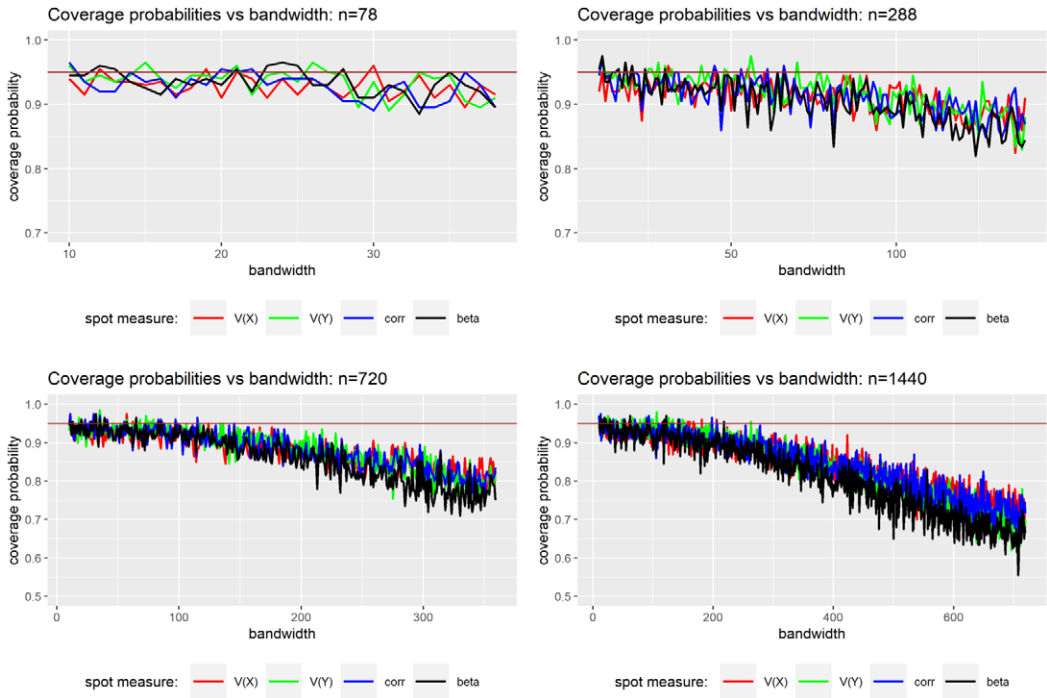 Coverage probabilities vs bandwidth: n=78
1.0
0.9
0.8
0.7
coverage probability
10
20
30
bandwidth
spot measure: V(X) V(Y) corr beta
Coverage probabilities vs bandwidth: n=288
1.0
0.9
0.8
0.7
coverage probability
50
100
bandwidth
spot measure: V(X) V(Y) corr beta
Coverage probabilities vs bandwidth: n=720
1.0
0.9
0.8
0.7
0.6
0.5
coverage probability
0
100
200
300
bandwidth
spot measure: V(X) V(Y) corr beta
Coverage probabilities vs bandwidth: n=1440
1.0
0.9
0.8
0.7
0.6
0.5
coverage probability
0
200
400
600
bandwidth
spot measure: V(X) V(Y) corr beta